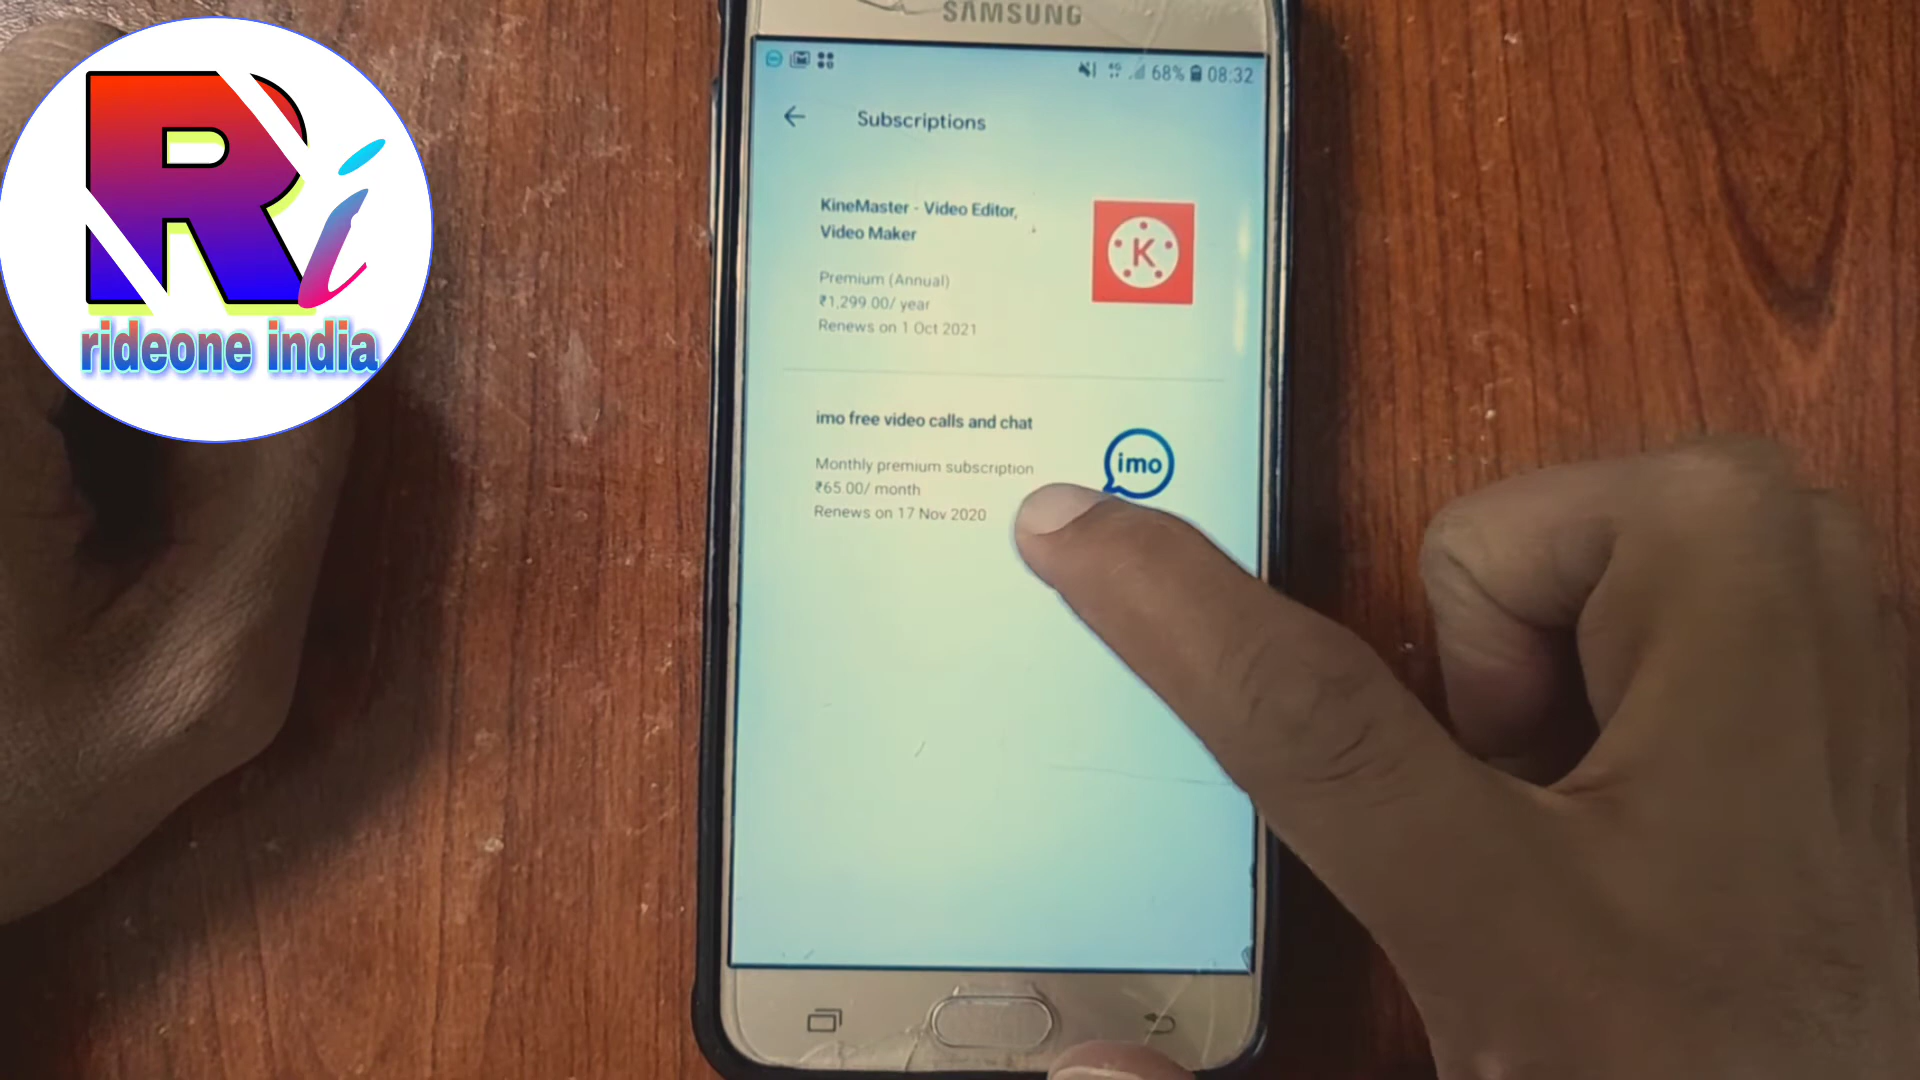 Ri
rideone india
SAMSUNG
68% 08:32
Subscriptions
KineMaster - Video Editor,
Video Maker
K
Premium (Annual)
₹1,299.00/ year
Renews on 1 Oct 2021
imo free video calls and chat
imo
Monthly premium subscription
₹65.00/ month
Renews on 17 Nov 2020